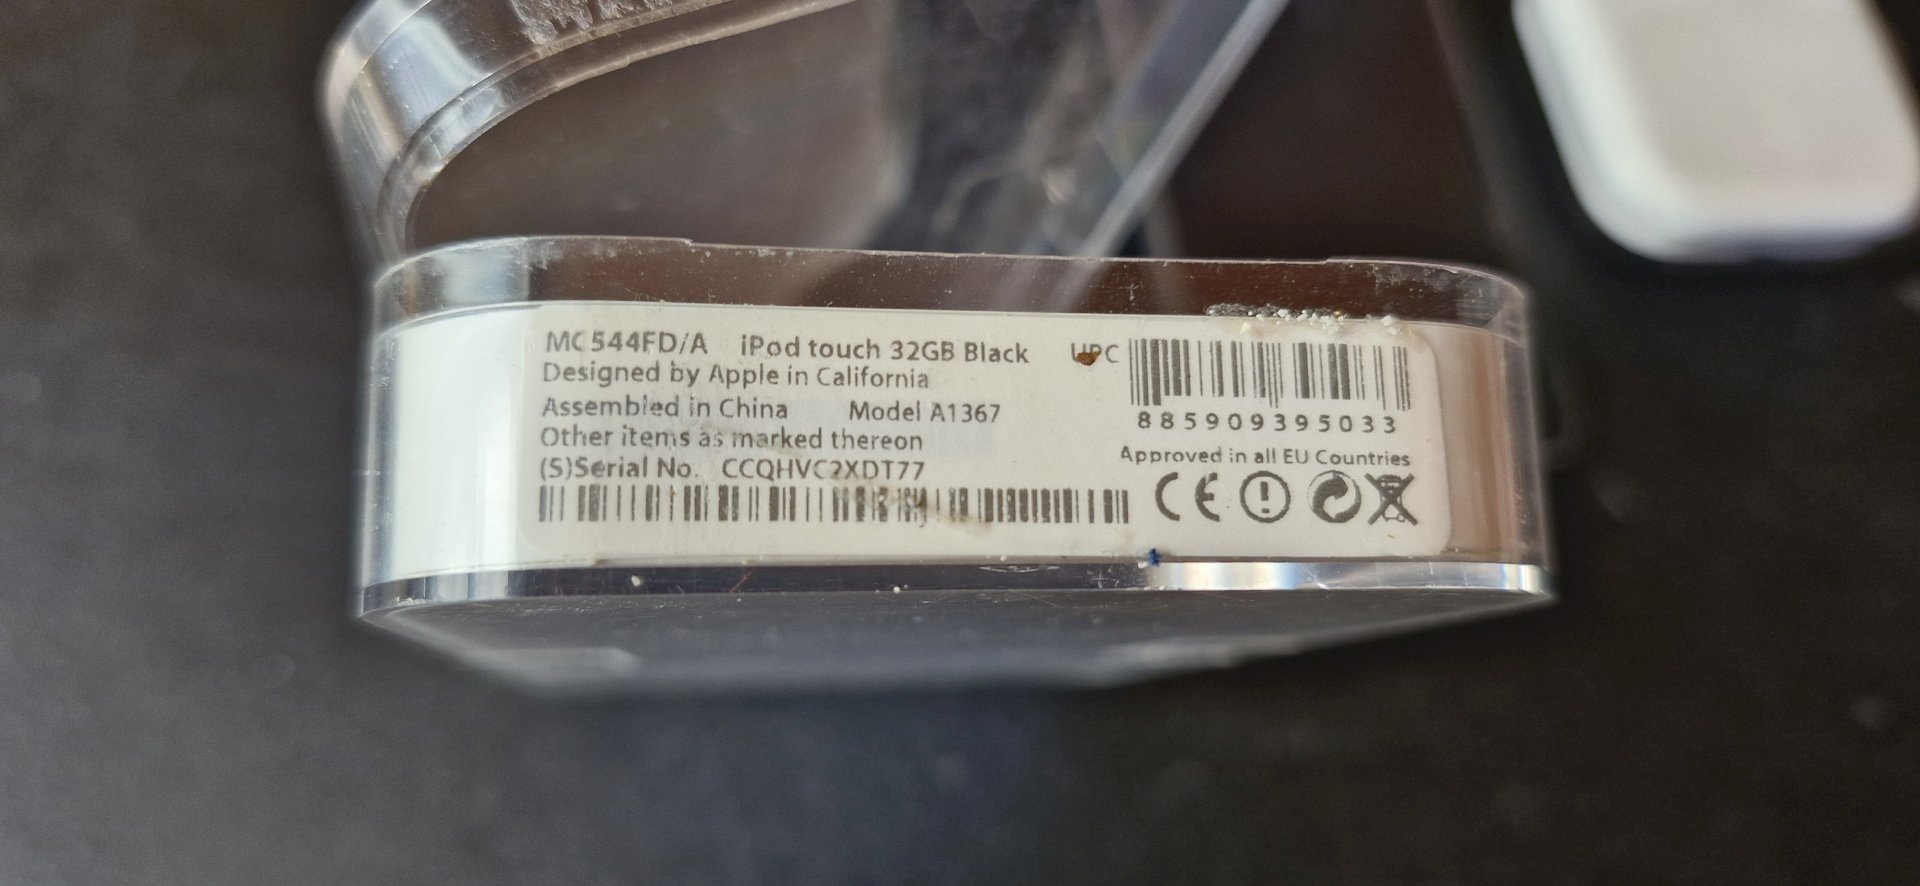 MC544FD/A iPod touch 32GB Black
Designed by Apple in California
Assembled in China Model A1367
Other items as marked thereon
(S)Serial No. CCQHVC2XDT77
UPC
885909395033
Approved in all EU Countries
CE